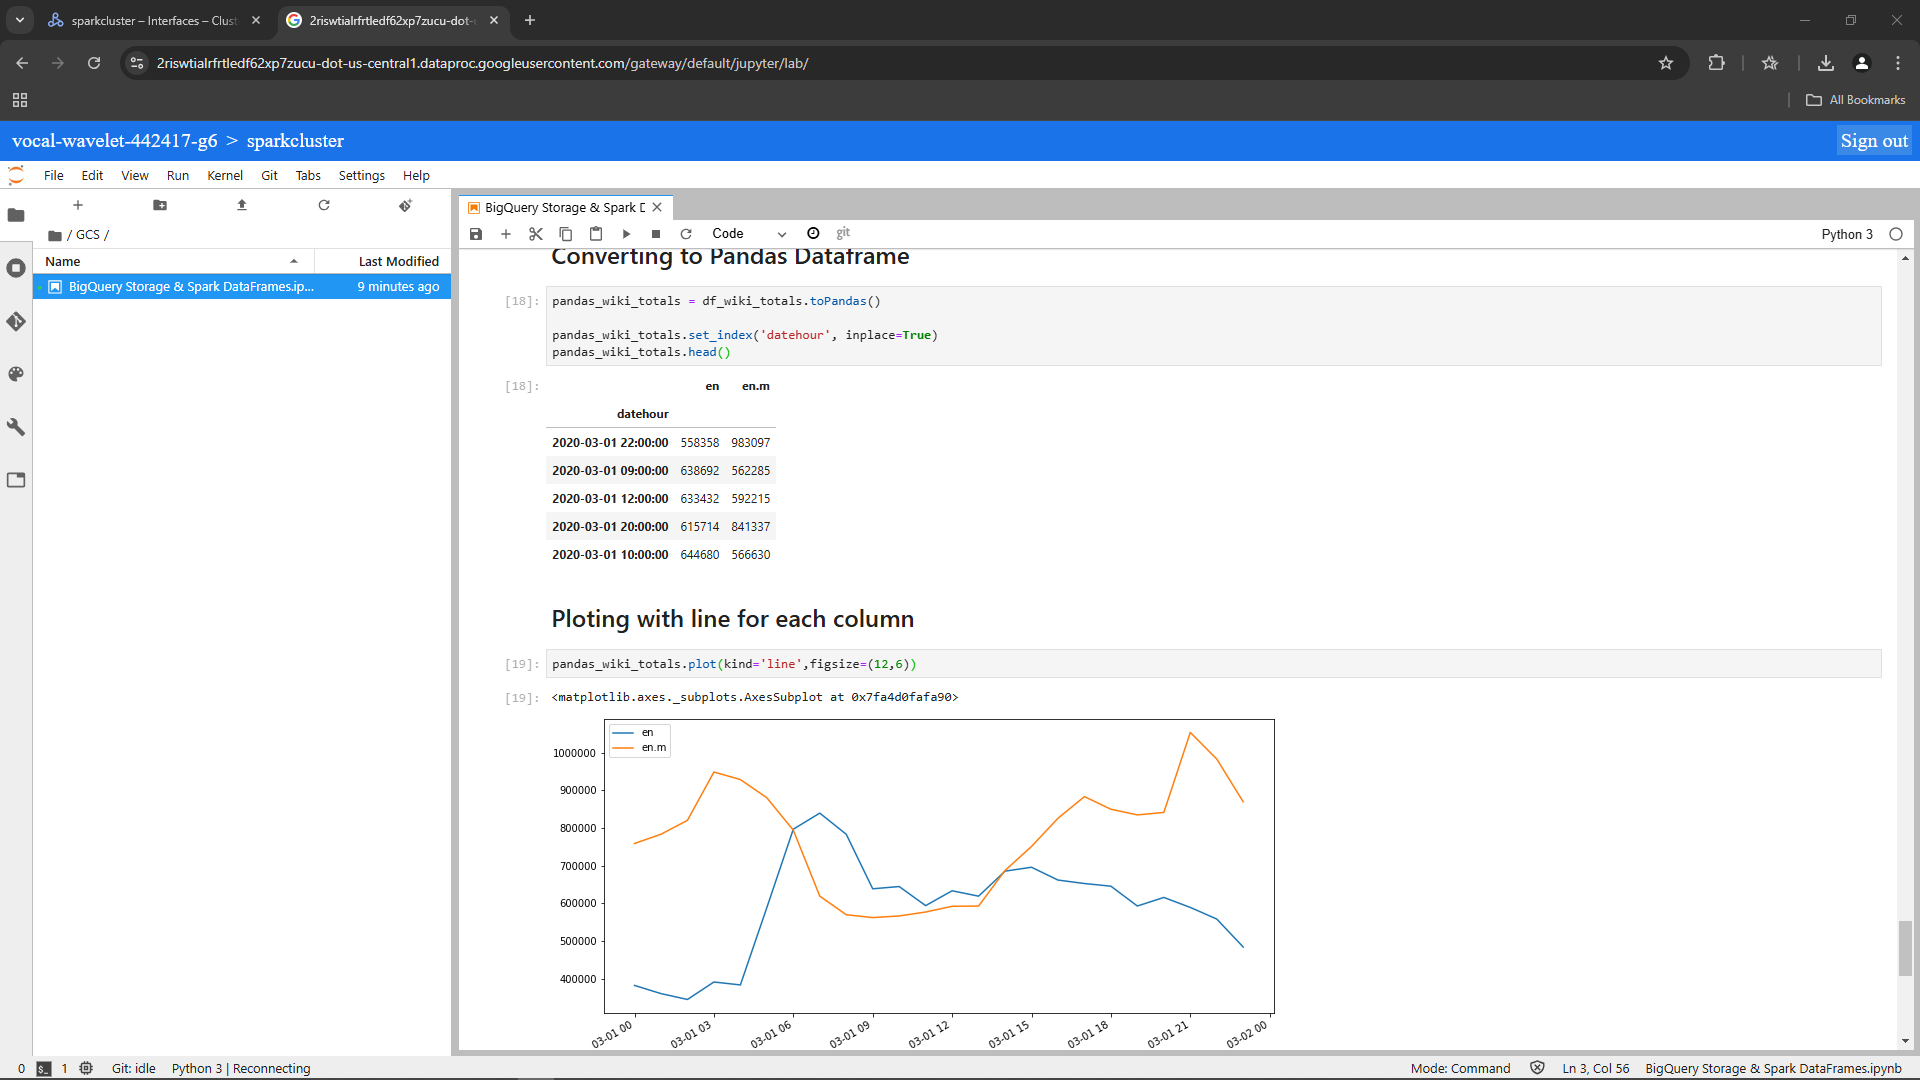 sparkcluster – Interfaces – Clust
2riswtialrfrtledf62xp7zucu-dot-
2riswtialrfrtledf62xp7zucu-dot-us-central1.dataproc.googleusercontent.com/gateway/default/jupyter/lab/
All Bookmarks
vocal-wavelet-442417-g6 > sparkcluster
Sign out
File Edit View Run Kernel Git Tabs Settings Help
BigQuery Storage & Spark D
/ GCS /
Code
git
Python 3
Name
Last Modified
BigQuery Storage & Spark DataFrames.ip...
9 minutes ago
Converting to Pandas Dataframe
[18]: pandas_wiki_totals = df_wiki_totals.toPandas()
pandas_wiki_totals.set_index('datehour', inplace=True)
pandas_wiki_totals.head()
[18]: en en.m
datehour
2020-03-01 22:00:00 558358 983097
2020-03-01 09:00:00 638692 562285
2020-03-01 12:00:00 633432 592215
2020-03-01 20:00:00 615714 841337
2020-03-01 10:00:00 644680 566630
Ploting with line for each column
[19]: pandas_wiki_totals.plot(kind='line',figsize=(12,6))
[19]: <matplotlib.axes._subplots.AxesSubplot at 0x7fa4d0fafa90>
en
en.m
1000000
900000
800000
700000
600000
500000
400000
03-01 00 03-01 03 03-01 06 03-01 09 03-01 12 03-01 15 03-01 18 03-01 21 03-02 00
0 $_ 1 Git: idle Python 3 | Reconnecting
Mode: Command Ln 3, Col 56 BigQuery Storage & Spark DataFrames.ipynb